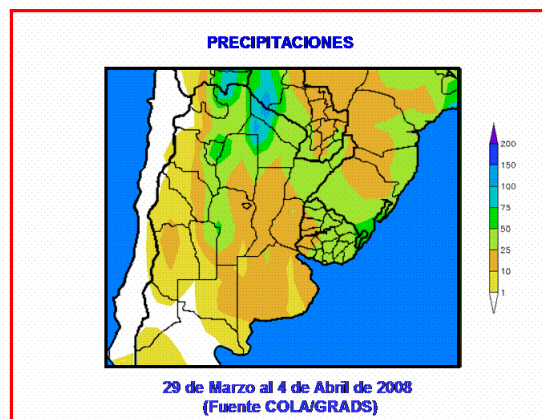 PRECIPITACIONES
200
150
100
75
50
25
10
1
29 de Marzo al 4 de Abril de 2008
(Fuente COLA/GRADS)